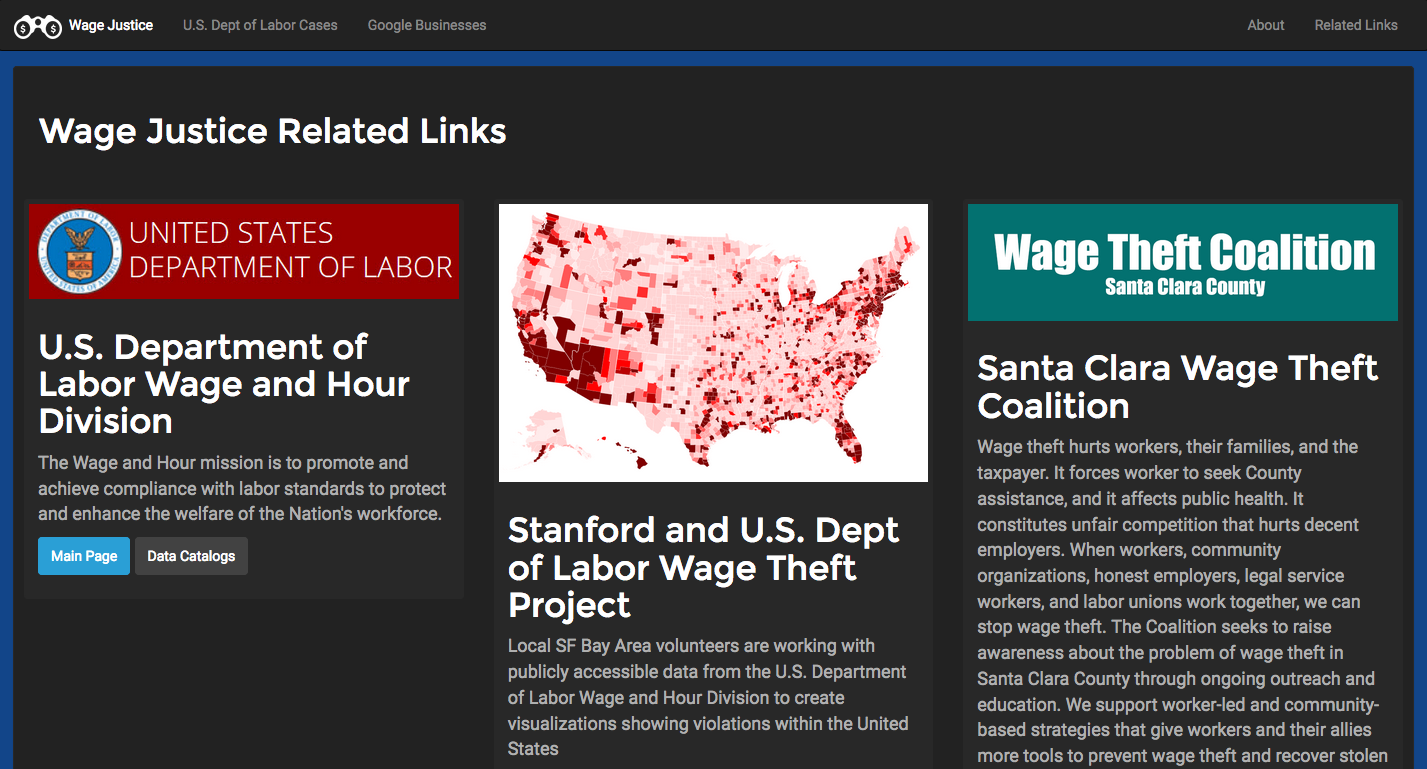 Wage Justice
U.S. Dept of Labor Cases
Google Businesses
About
Related Links
Wage Justice Related Links
UNITED STATES
DEPARTMENT OF LABOR
U.S. Department of
Labor Wage and Hour
Division
The Wage and Hour mission is to promote and
achieve compliance with labor standards to protect
and enhance the welfare of the Nation's workforce.
Main Page
Data Catalogs
Stanford and U.S. Dept
of Labor Wage Theft
Project
Local SF Bay Area volunteers are working with
publicly accessible data from the U.S. Department
of Labor Wage and Hour Division to create
visualizations showing violations within the United
States
Wage Theft Coalition
Santa Clara County
Santa Clara Wage Theft
Coalition
Wage theft hurts workers, their families, and the
taxpayer. It forces worker to seek County
assistance, and it affects public health. It
constitutes unfair competition that hurts decent
employers. When workers, community
organizations, honest employers, legal service
workers, and labor unions work together, we can
stop wage theft. The Coalition seeks to raise
awareness about the problem of wage theft in
Santa Clara County through ongoing outreach and
education. We support worker-led and community-
based strategies that give workers and their allies
more tools to prevent wage theft and recover stolen